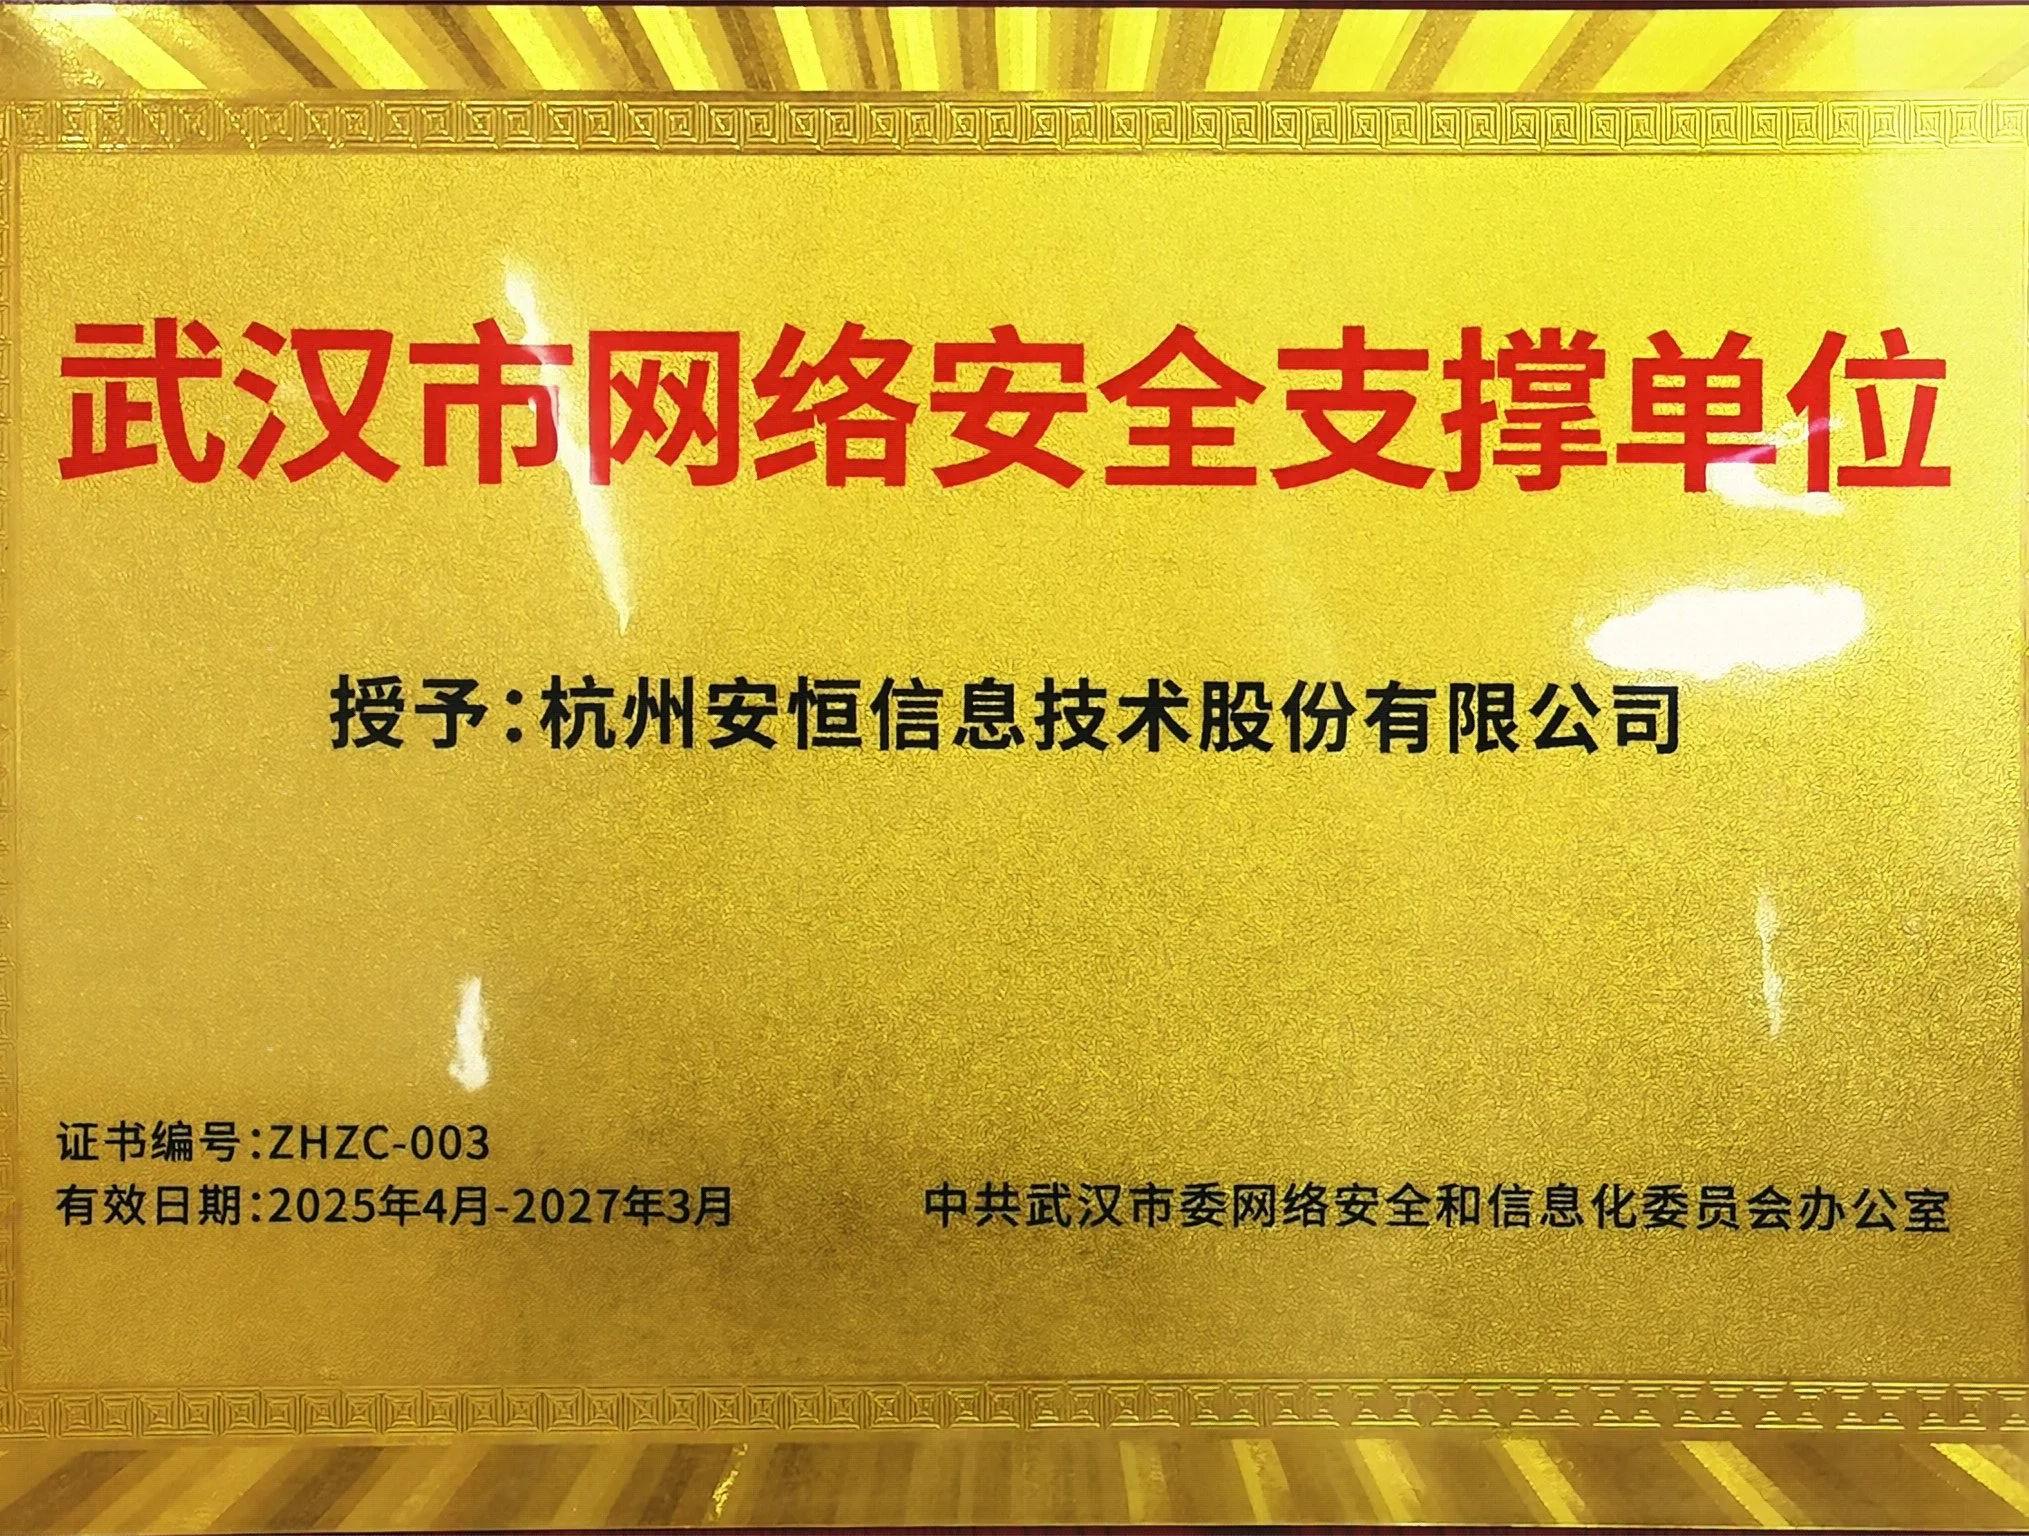 武汉市网络安全支撑单位
授予：杭州安恒信息技术股份有限公司
证书编号：ZHZC-003
有效日期：2025年4月-2027年3月
中共武汉市委网络安全和信息化委员会办公室